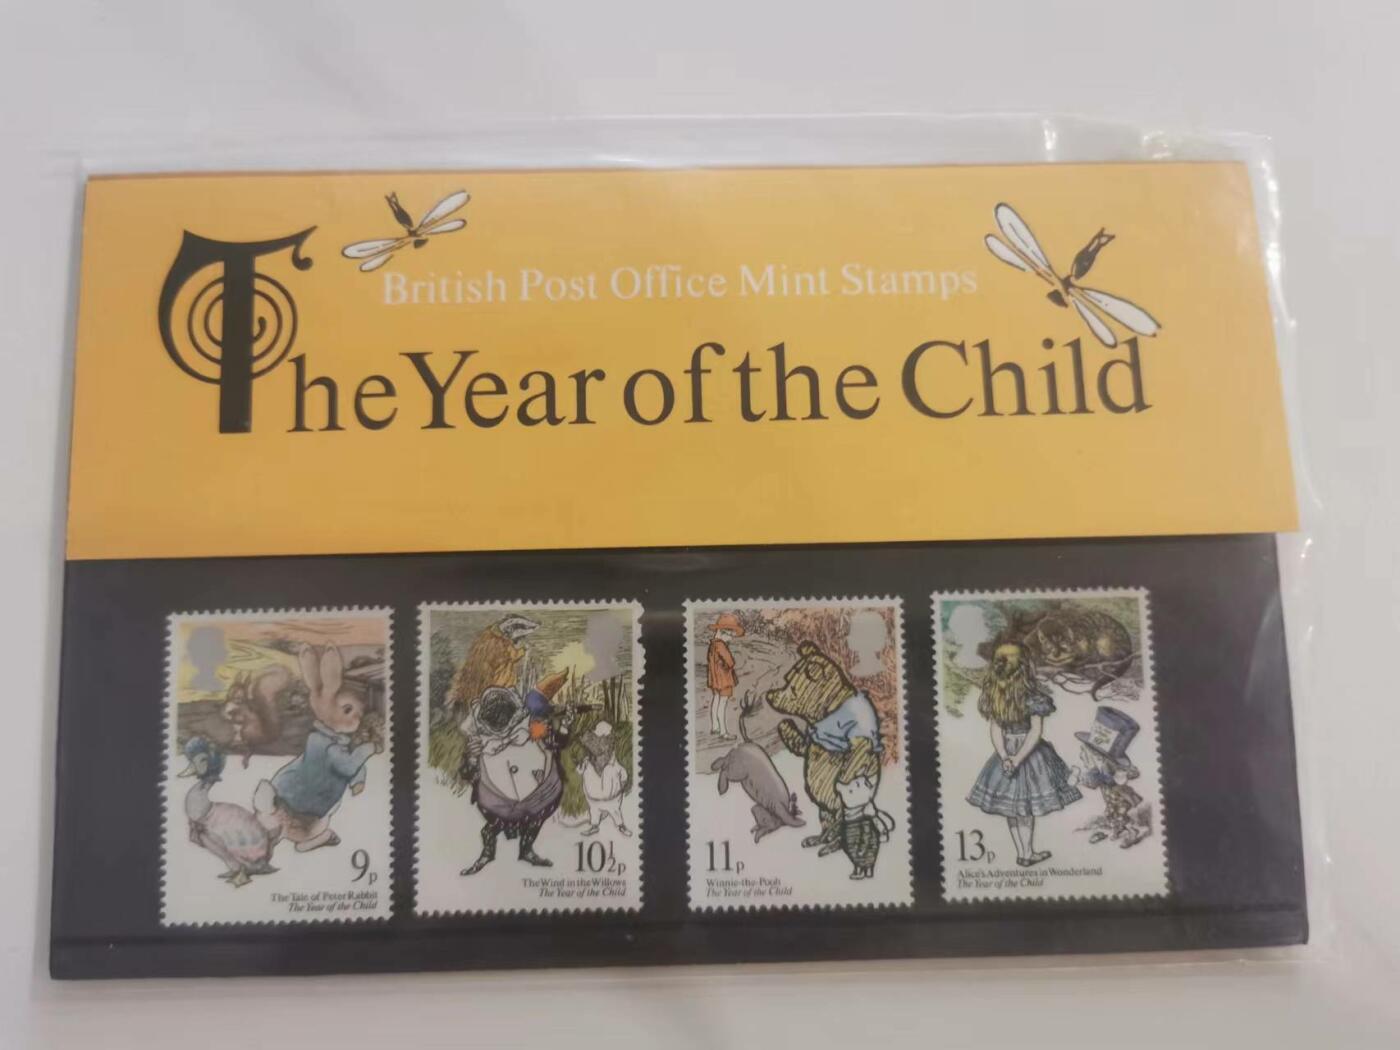 British Post Office Mint Stamps
The Year of the Child
9p
The Tale of Peter Rabbit
The Year of the Child
10½p
The Wind in the Willows
The Year of the Child
11p
Winnie-the-Pooh
The Year of the Child
13p
Alice's Adventures in Wonderland
The Year of the Child